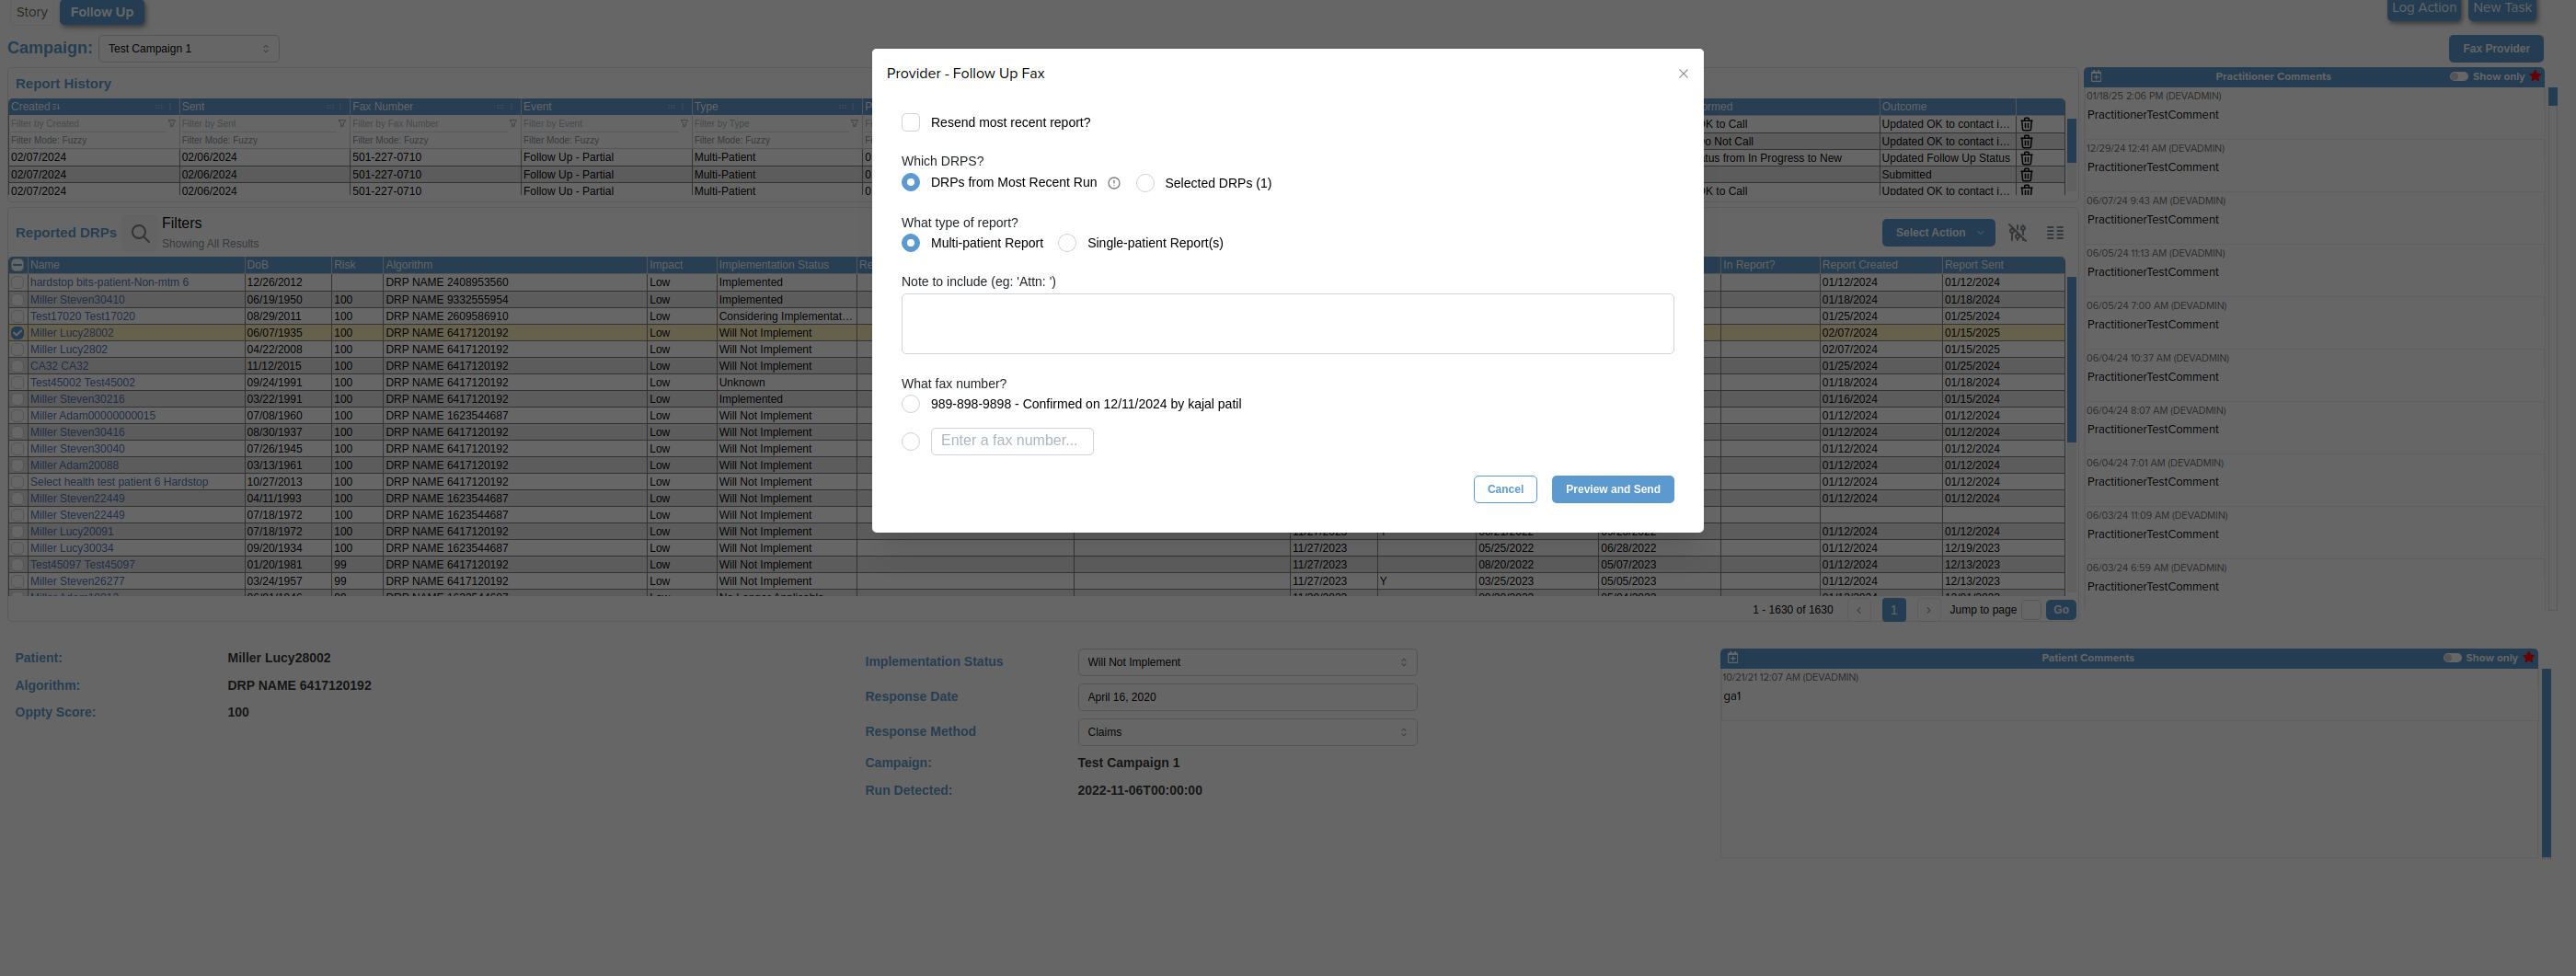 Story Follow Up Log Action New Task
Campaign: Test Campaign 1 Fax Provider
Report History
Created Sent Fax Number Event Type
Filter by Created Filter by Sent Filter by Fax Number Filter by Event Filter by Type
Filter Mode: Fuzzy Filter Mode: Fuzzy Filter Mode: Fuzzy Filter Mode: Fuzzy Filter Mode: Fuzzy
02/07/2024 02/06/2024 501-227-0710 Follow Up - Partial Multi-Patient
02/07/2024 02/06/2024 501-227-0710 Follow Up - Partial Multi-Patient
02/07/2024 02/06/2024 501-227-0710 Follow Up - Partial Multi-Patient
Outcome
K to Call Updated OK to contact i...
o Not Call Updated OK to contact i...
tus from In Progress to New Updated Follow Up Status
Submitted
K to Call Updated OK to contact i...
Reported DRPs Filters
Showing All Results
Select Action
Name DoB Risk Algorithm Impact Implementation Status Re In Report? Report Created Report Sent
hardstop bits-patient-Non-mtm 6 12/26/2012 DRP NAME 2408953560 Low Implemented 01/12/2024 01/12/2024
Miller Steven30410 06/19/1950 100 DRP NAME 9332555954 Low Implemented 01/18/2024 01/18/2024
Test17020 Test17020 08/29/2011 100 DRP NAME 2609586910 Low Considering Implementat... 01/25/2024 01/25/2024
Miller Lucy28002 06/07/1935 100 DRP NAME 6417120192 Low Will Not Implement 02/07/2024 01/15/2025
Miller Lucy2802 04/22/2008 100 DRP NAME 6417120192 Low Will Not Implement 02/07/2024 01/15/2025
CA32 CA32 11/12/2015 100 DRP NAME 6417120192 Low Will Not Implement 01/25/2024 01/25/2024
Test45002 Test45002 09/24/1991 100 DRP NAME 6417120192 Low Unknown 01/18/2024 01/18/2024
Miller Steven30216 03/22/1991 100 DRP NAME 6417120192 Low Implemented 01/16/2024 01/15/2024
Miller Adam00000000015 07/08/1960 100 DRP NAME 1623544687 Low Will Not Implement 01/12/2024 01/12/2024
Miller Steven30416 08/30/1937 100 DRP NAME 6417120192 Low Will Not Implement 01/12/2024 01/12/2024
Miller Steven30040 07/26/1945 100 DRP NAME 6417120192 Low Will Not Implement 01/12/2024 01/12/2024
Miller Adam20088 03/13/1961 100 DRP NAME 6417120192 Low Will Not Implement 01/12/2024 01/12/2024
Select health test patient 6 Hardstop 10/27/2013 100 DRP NAME 6417120192 Low Will Not Implement 01/12/2024 01/12/2024
Miller Steven22449 04/11/1993 100 DRP NAME 1623544687 Low Will Not Implement 01/12/2024 01/12/2024
Miller Steven22449 07/18/1972 100 DRP NAME 1623544687 Low Will Not Implement
Miller Lucy20091 07/18/1972 100 DRP NAME 6417120192 Low Will Not Implement 01/12/2024 01/12/2024
Miller Lucy30034 09/20/1934 100 DRP NAME 1623544687 Low Will Not Implement 11/27/2023 05/25/2022 06/28/2022 01/12/2024 12/19/2023
Test45097 Test45097 01/20/1981 99 DRP NAME 6417120192 Low Will Not Implement 11/27/2023 08/20/2022 05/07/2023 01/12/2024 12/13/2023
Miller Steven26277 03/24/1957 99 DRP NAME 6417120192 Low Will Not Implement 11/27/2023 Y 03/25/2023 05/05/2023 01/12/2024 12/13/2023
1 - 1630 of 1630 1 Jump to page Go
Provider - Follow Up Fax
Resend most recent report?
Which DRPS?
DRPs from Most Recent Run Selected DRPs (1)
What type of report?
Multi-patient Report Single-patient Report(s)
Note to include (eg: 'Attn: ')
What fax number?
989-898-9898 - Confirmed on 12/11/2024 by kajal patil
Enter a fax number...
Cancel Preview and Send
Practitioner Comments Show only
01/18/25 2:06 PM (DEVADMIN)
PractitionerTestComment
12/29/24 12:41 AM (DEVADMIN)
PractitionerTestComment
06/07/24 9:43 AM (DEVADMIN)
PractitionerTestComment
06/05/24 11:13 AM (DEVADMIN)
PractitionerTestComment
06/05/24 7:00 AM (DEVADMIN)
PractitionerTestComment
06/04/24 10:37 AM (DEVADMIN)
PractitionerTestComment
06/04/24 8:07 AM (DEVADMIN)
PractitionerTestComment
06/04/24 7:01 AM (DEVADMIN)
PractitionerTestComment
06/03/24 11:09 AM (DEVADMIN)
PractitionerTestComment
06/03/24 6:59 AM (DEVADMIN)
PractitionerTestComment
Patient: Miller Lucy28002
Algorithm: DRP NAME 6417120192
Oppty Score: 100
Implementation Status Will Not Implement
Response Date April 16, 2020
Response Method Claims
Campaign: Test Campaign 1
Run Detected: 2022-11-06T00:00:00
Patient Comments Show only
10/21/21 12:07 AM (DEVADMIN)
ga1